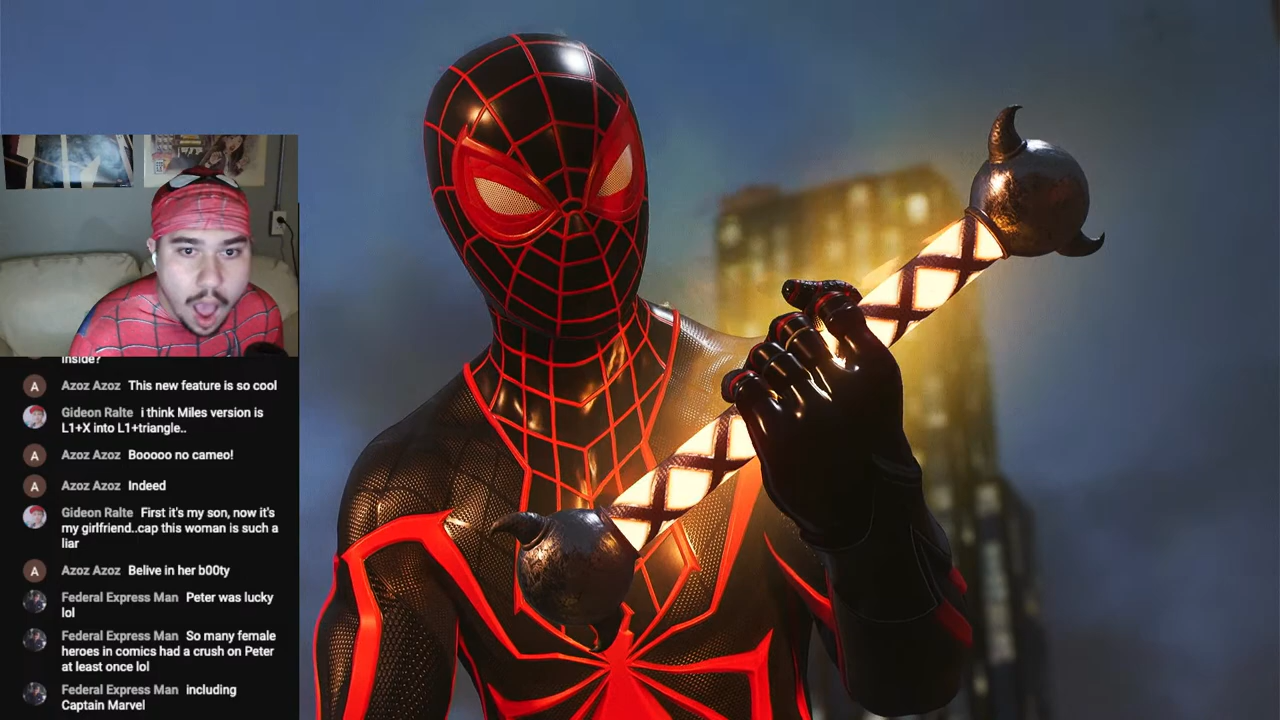 inside?
A Azoz Azoz This new feature is so cool
Gideon Ralte i think Miles version is
L1+X into L1+triangle..
A Azoz Azoz Booooo no cameo!
A Azoz Azoz Indeed
Gideon Ralte First it's my son, now it's
my girlfriend..cap this woman is such a
liar
A Azoz Azoz Belive in her b00ty
Federal Express Man Peter was lucky
lol
Federal Express Man So many female
heroes in comics had a crush on Peter
at least once lol
Federal Express Man including
Captain Marvel